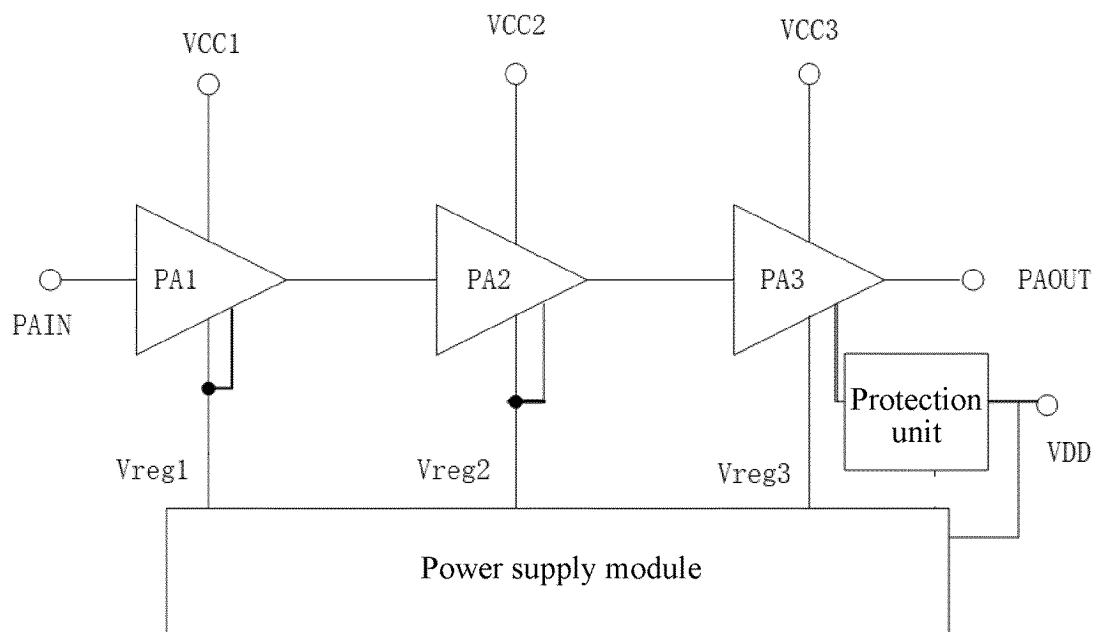 VCC1
VCC2
VCC3
PA1
PA2
PA3
PAIN
PAOUT
Protection
unit
VDD
Vreg1
Vreg2
Vreg3
Power supply module